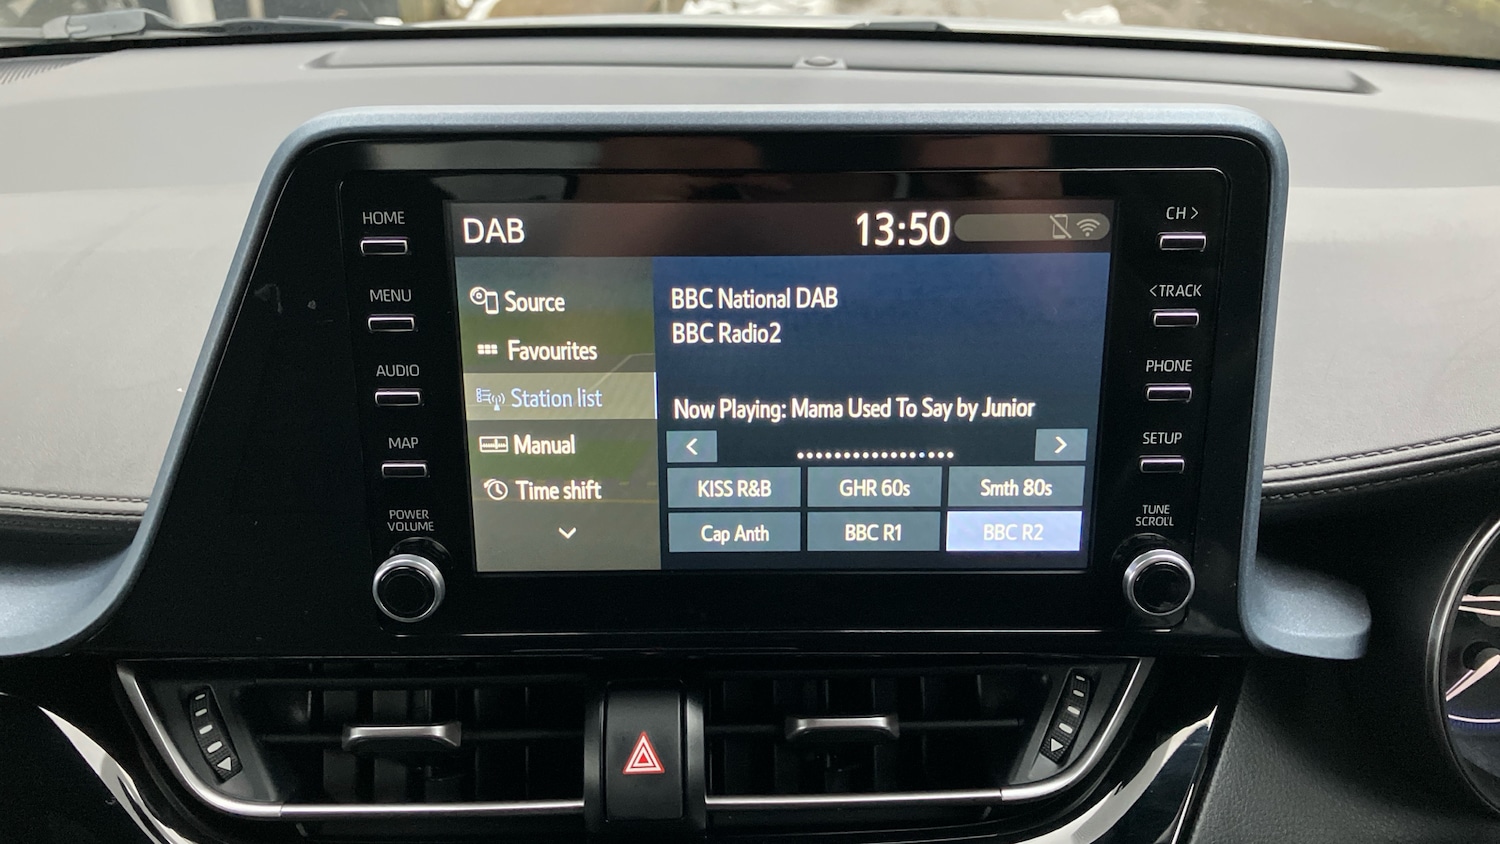 HOME
MENU
AUDIO
MAP
POWER
VOLUME
DAB
13:50
Source
Favourites
Station list
Manual
Time shift
BBC National DAB
BBC Radio2
Now Playing: Mama Used To Say by Junior
<
>
KISS R&B
GHR 60s
Smth 80s
Cap Anth
BBC R1
BBC R2
CH >
<TRACK
PHONE
SETUP
TUNE
SCROLL